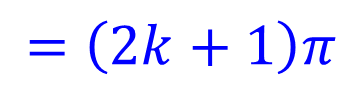 = (2k + 1)π